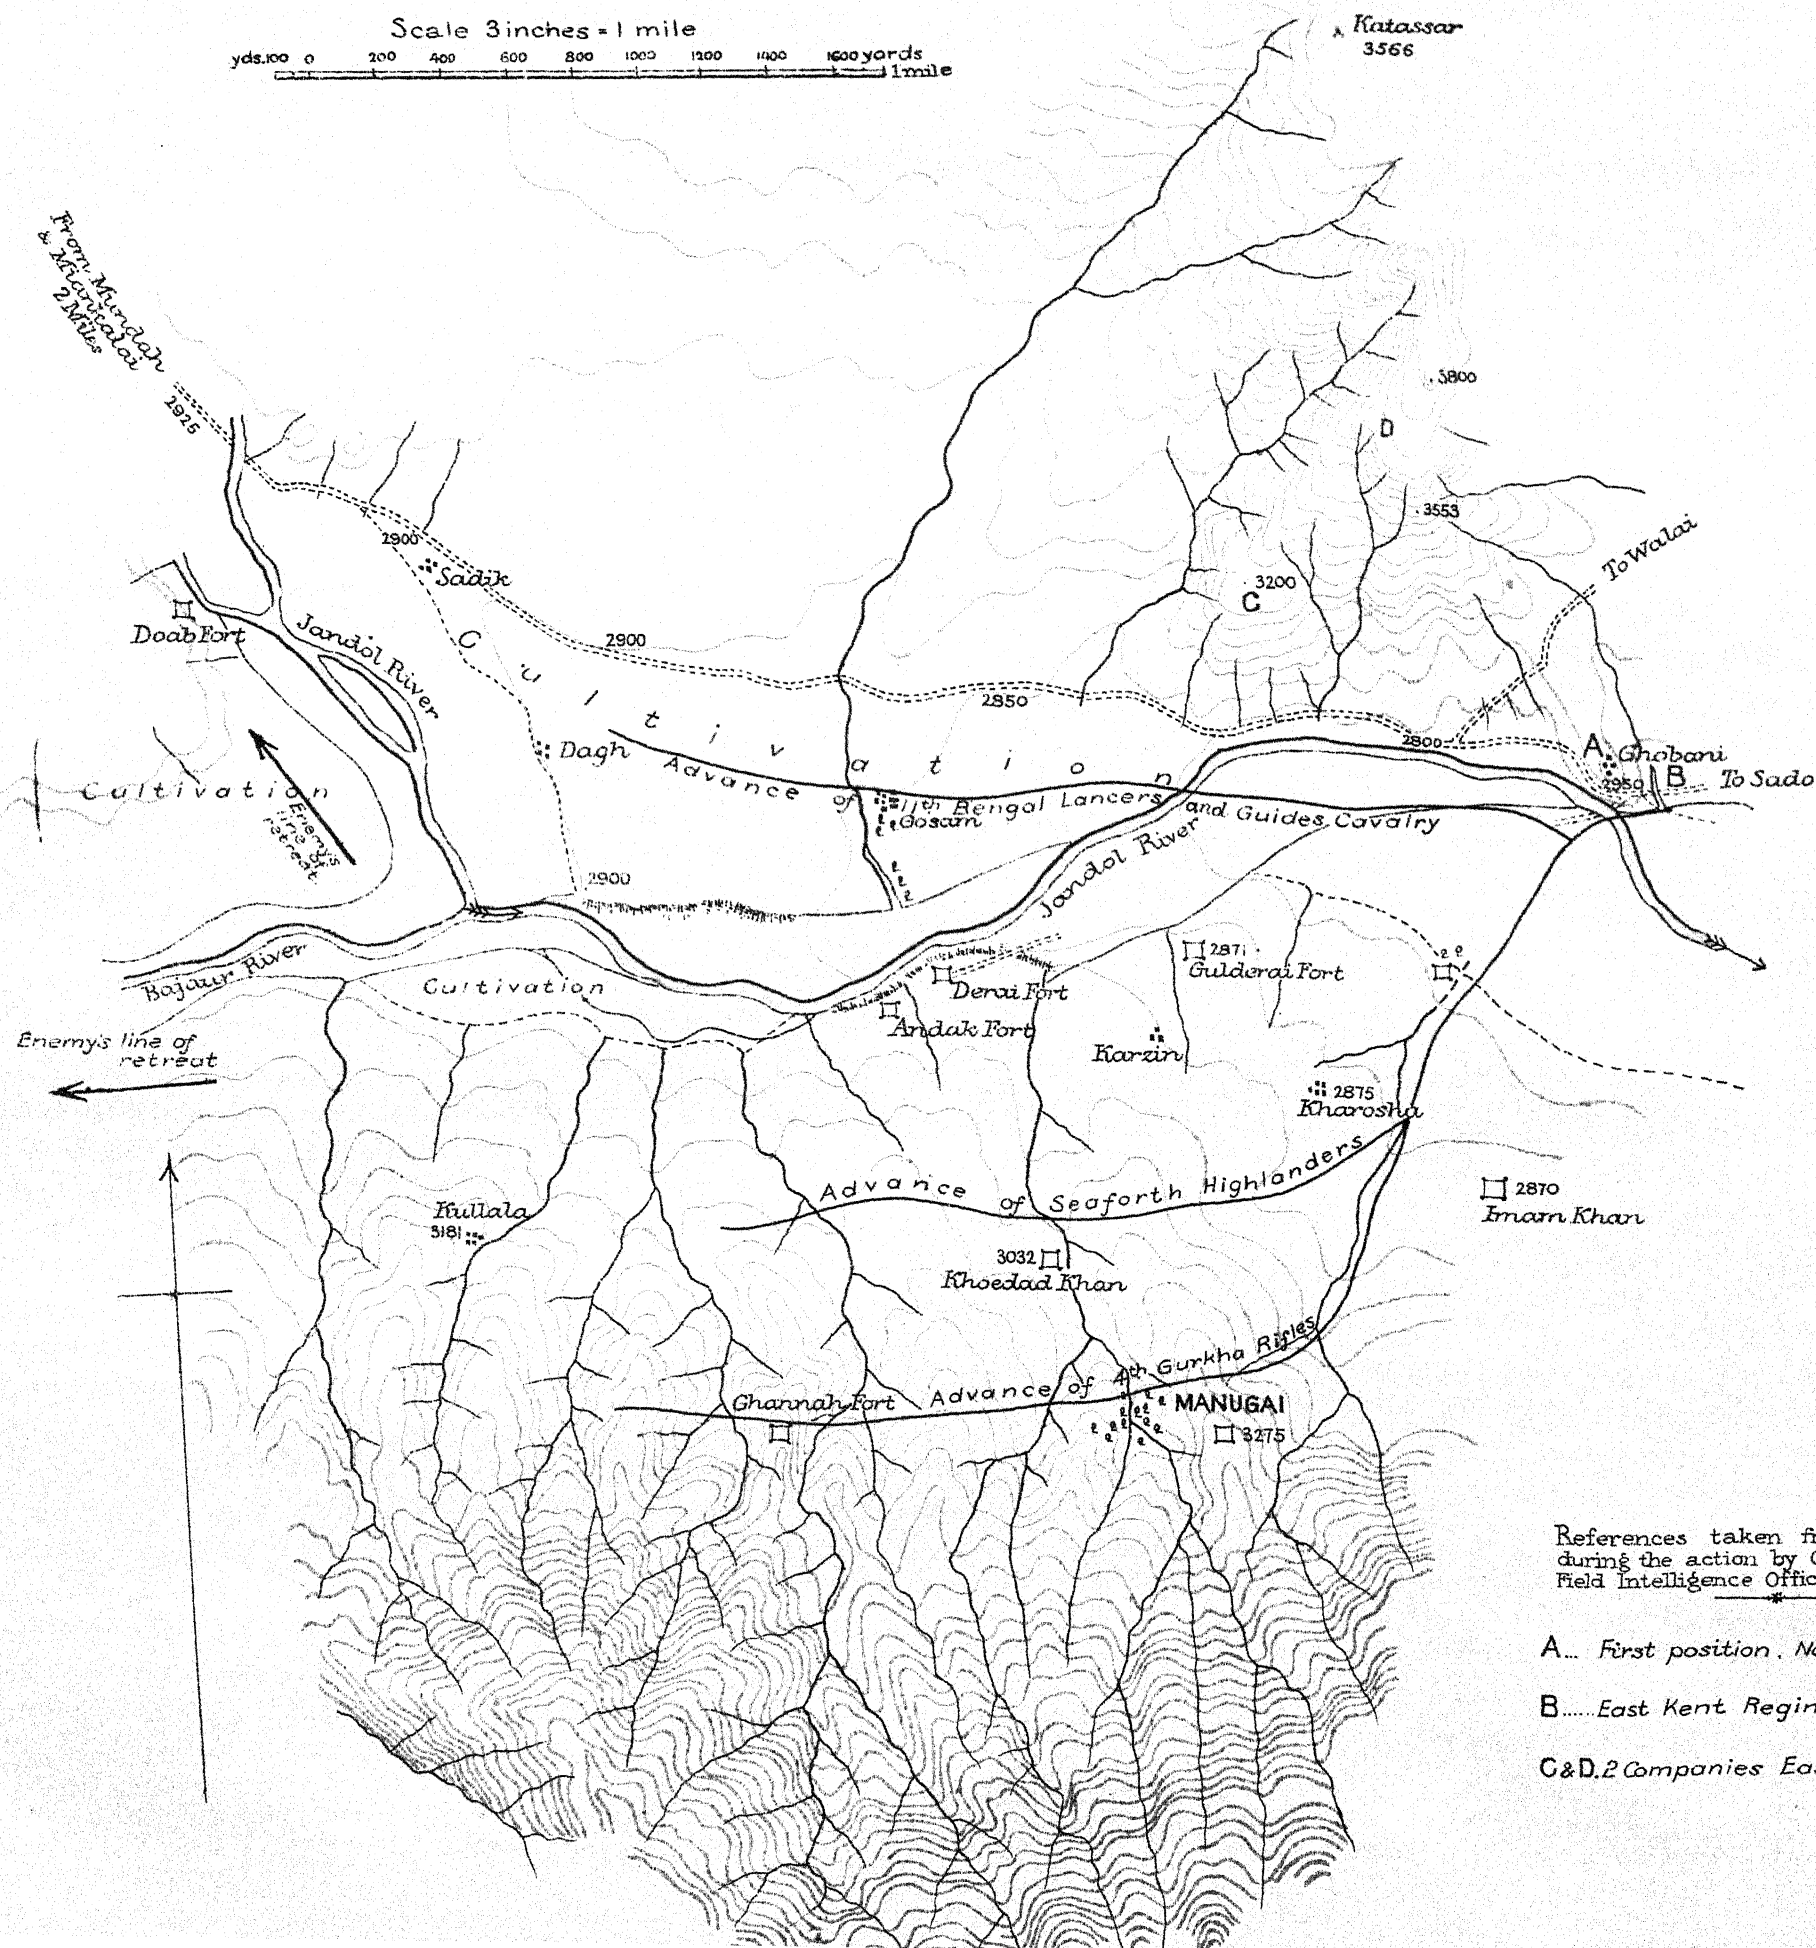 Scale 3 inches = 1 mile
yds.100 0 200 400 600 800 1000 1200 1400 1600 yards
1 mile
Katassar
3566
From Mundah
& Miankalai
2 Miles
2925
3800
D
3553
To Walai
2900
Sadik
3200
C
Doab Fort
Jandol River
2900
2850
2800
A
Ghobani
2950
B
To Sado
Dagh
Cultivation
Cultivation
Advance of 11th Bengal Lancers and Guides Cavalry
Gosam
Enemy's
line of
retreat
2900
Jandol River
Bajaur River
Cultivation
Derai Fort
Andak Fort
2871
Gulderai Fort
Karzin
Enemy's line of
retreat
2875
Kharosha
Advance of Seaforth Highlanders
2870
Imam Khan
Kullala
3181
3032
Khoedad Khan
Advance of 4th Gurkha Rifles
Ghannah Fort
MANUGAI
3275
References taken
during the action by
Field Intelligence
A... First position.
B......East Kent
C&D. 2 Companies